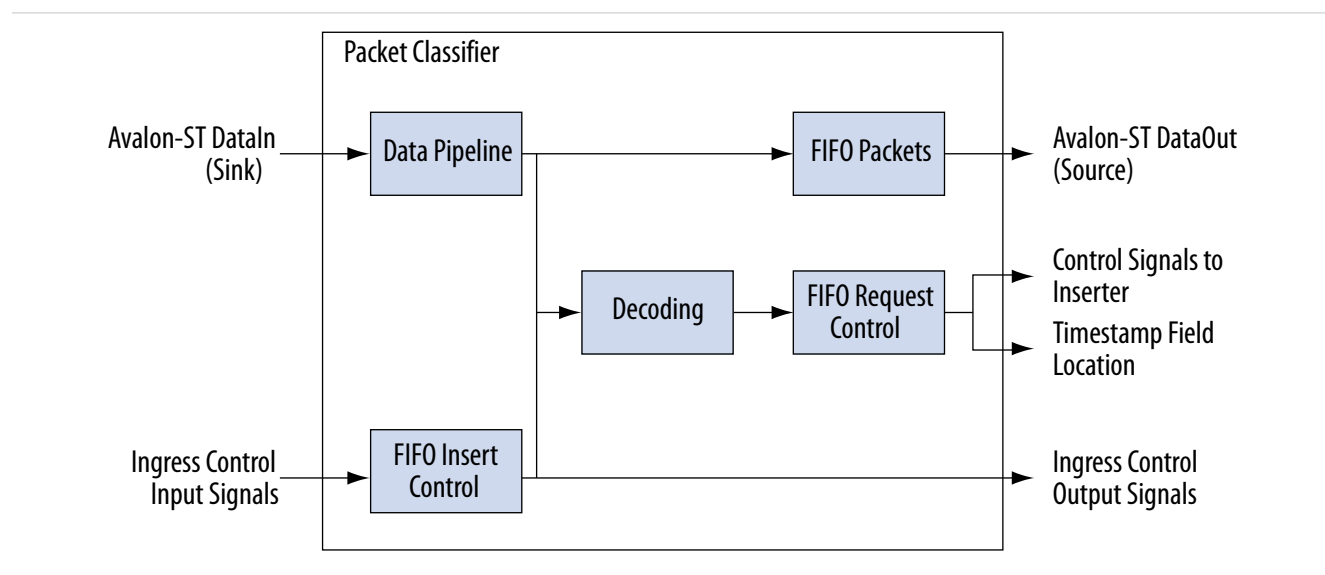 Packet Classifier
Avalon-ST DataIn
(Sink)
Data Pipeline
FIFO Packets
Avalon-ST DataOut
(Source)
Decoding
FIFO Request
Control
Control Signals to
Inserter
Timestamp Field
Location
Ingress Control
Input Signals
FIFO Insert
Control
Ingress Control
Output Signals